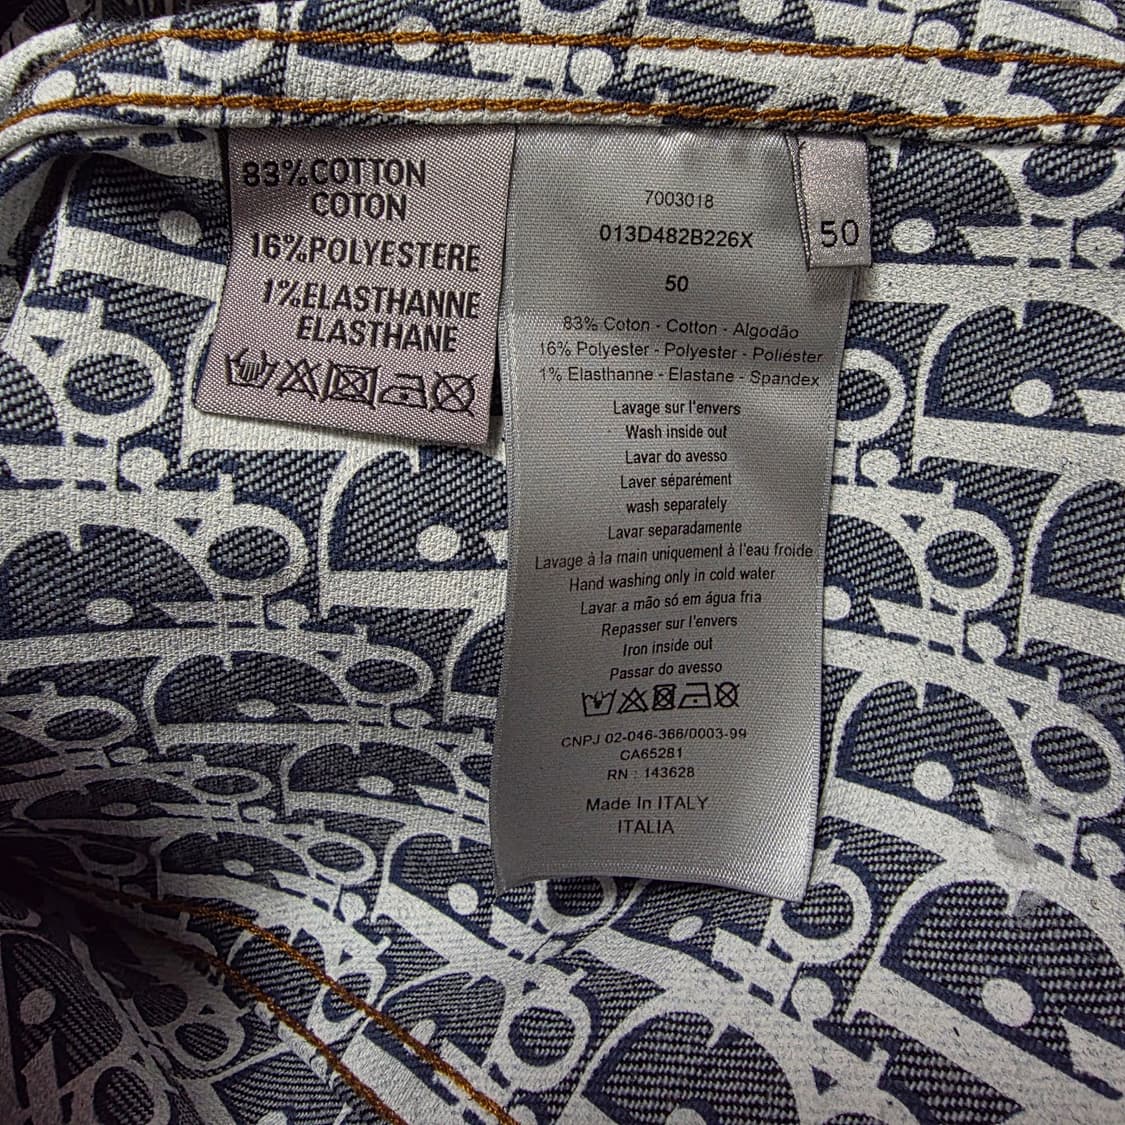 83%COTTON
COTON
16%POLYESTERE
1%ELASTHANNE
ELASTHANE
7003018
013D482B226X
50
83% Coton - Cotton - Algodão
16% Polyester - Polyester - Poliéster
1% Elasthanne - Elastane - Spandex
Lavage sur l'envers
Wash inside out
Lavar do avesso
Laver séparément
wash separately
Lavar separadamente
Lavage à la main uniquement à l'eau froide
Hand washing only in cold water
Lavar a mão só em água fria
Repasser sur l'envers
Iron inside out
Passar do avesso
CNPJ 02-046-366/0003-99
CA65281
RN : 143628
Made In ITALY
ITALIA
50
Dior